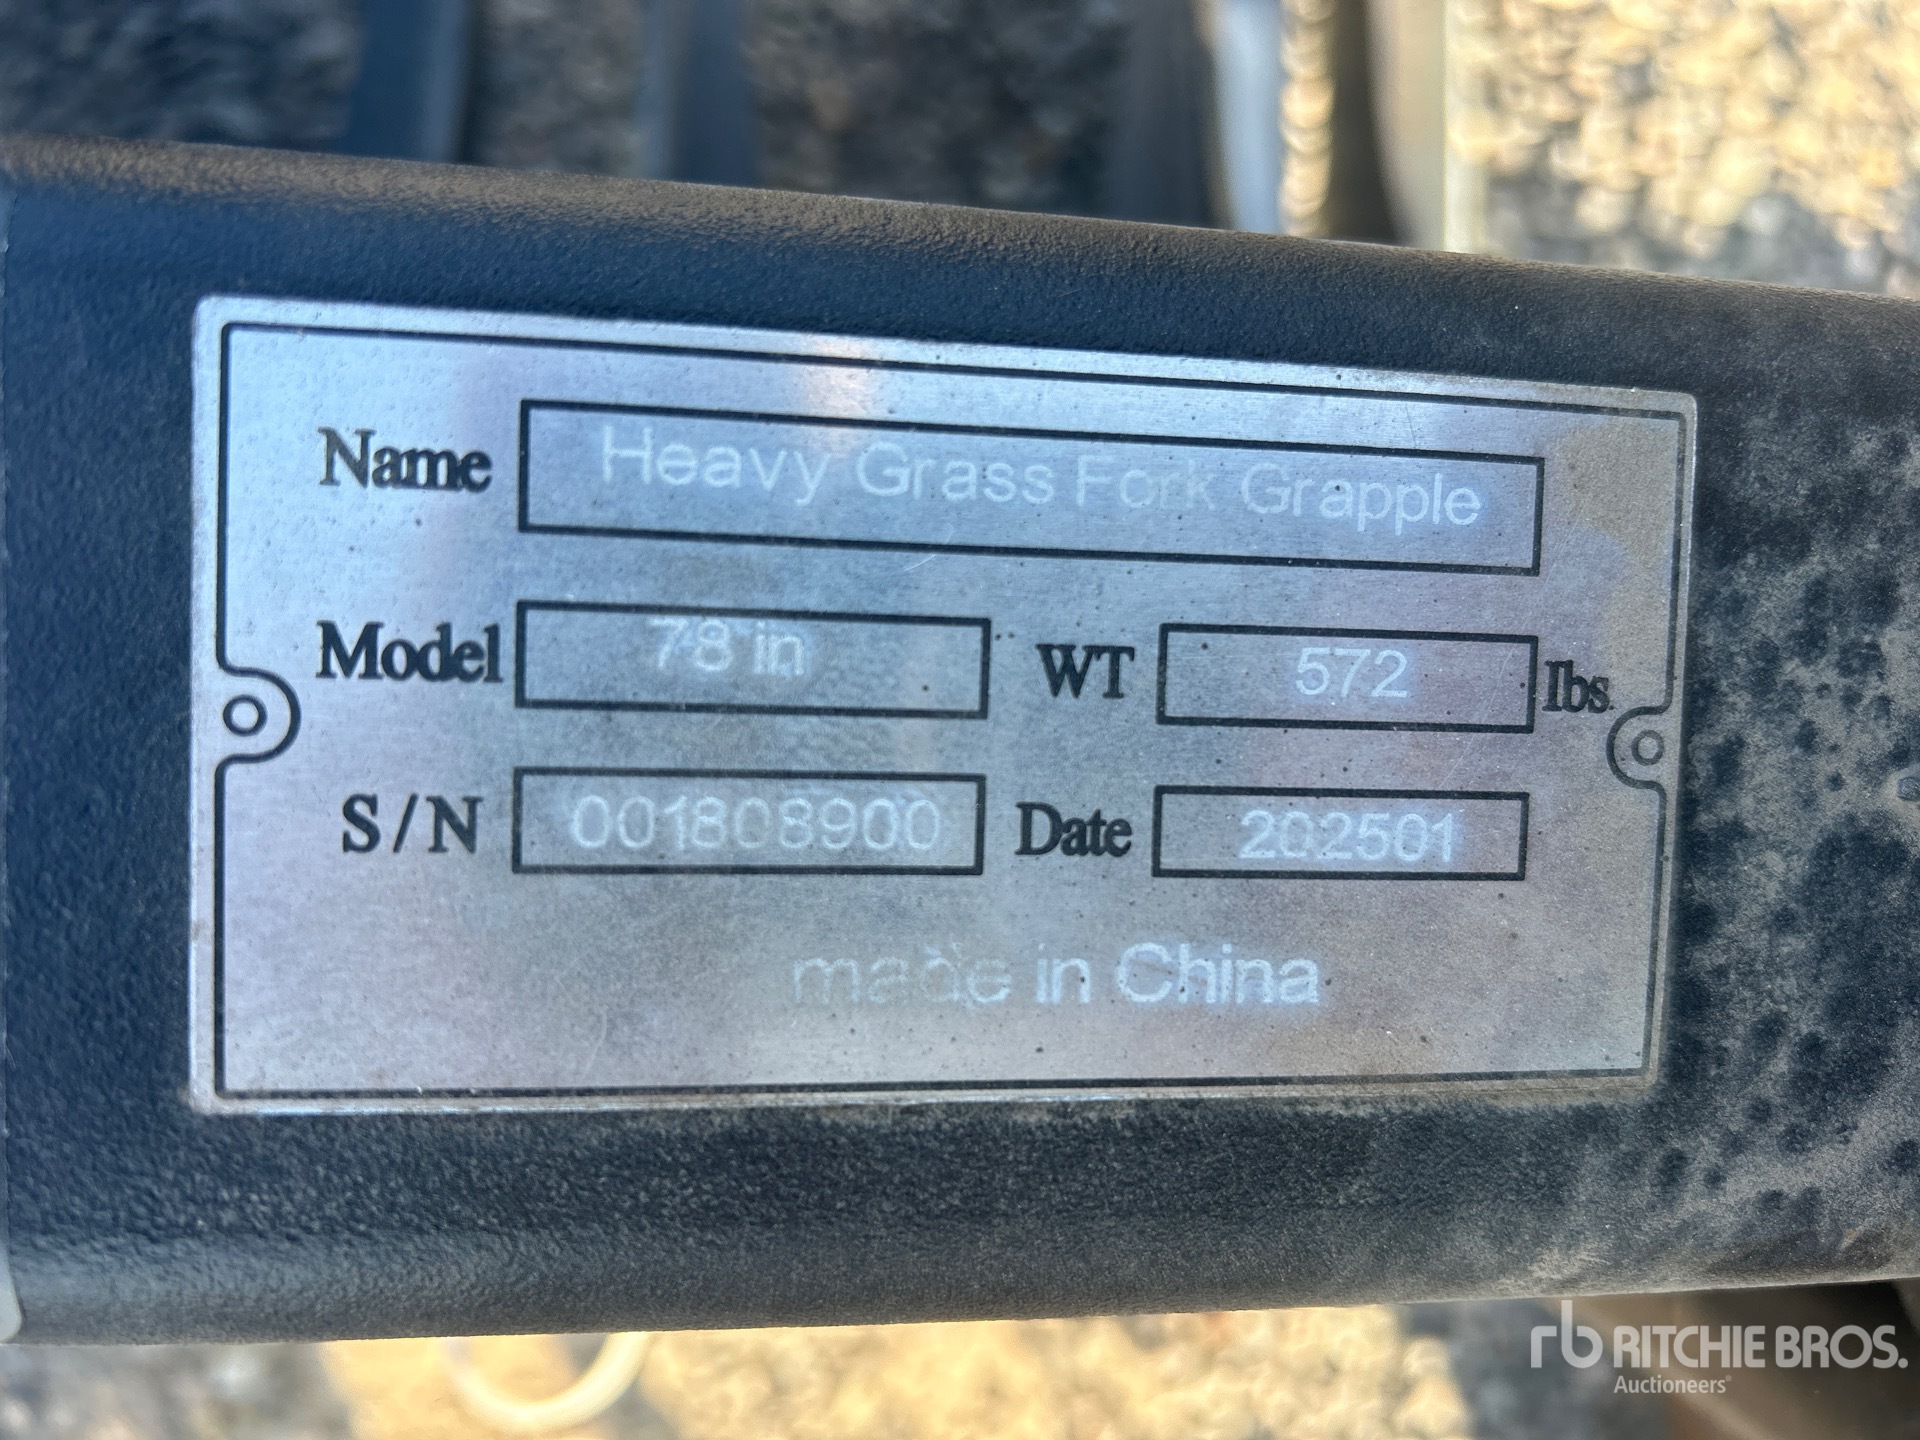 Name Heavy Grass Fork Grapple
Model 78 in WT 572 lbs.
S/N 001808900 Date 202501
made in China
rb RITCHIE BROS.
Auctioneers